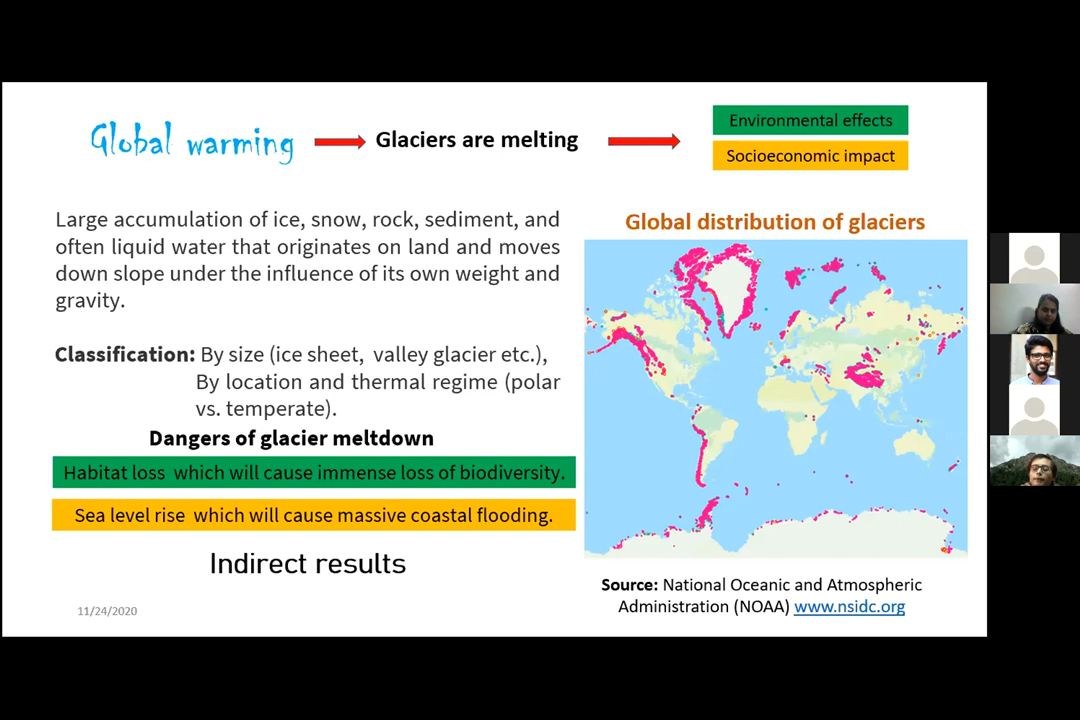 Global warming
Glaciers are melting
Environmental effects
Socioeconomic impact
Large accumulation of ice, snow, rock, sediment, and
often liquid water that originates on land and moves
down slope under the influence of its own weight and
gravity.
Classification: By size (ice sheet, valley glacier etc.),
By location and thermal regime (polar
vs. temperate).
Dangers of glacier meltdown
Habitat loss which will cause immense loss of biodiversity.
Sea level rise which will cause massive coastal flooding.
Indirect results
11/24/2020
Global distribution of glaciers
Source: National Oceanic and Atmospheric
Administration (NOAA) www.nsidc.org